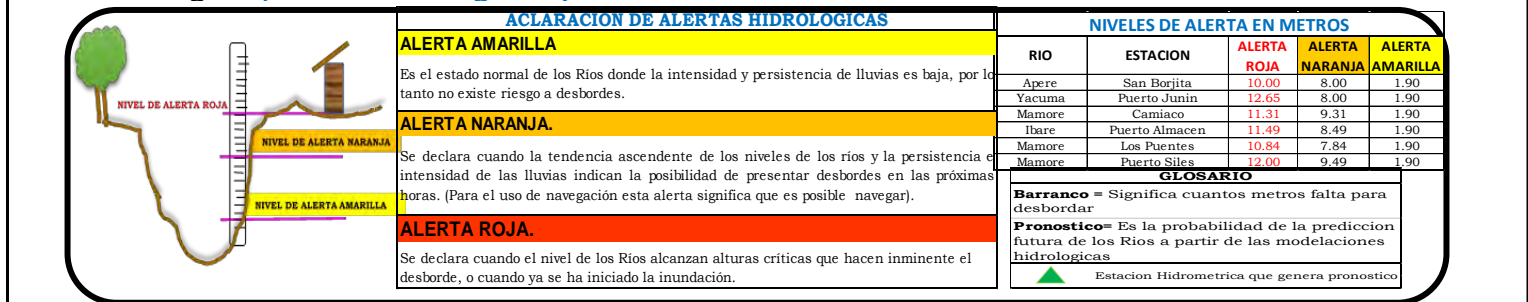 NIVEL DE ALERTA ROJA
NIVEL DE ALERTA NARANJA
NIVEL DE ALERTA AMARILLA
ACLARACION DE ALERTAS HIDROLOGICAS
ALERTA AMARILLA
Es el estado normal de los Ríos donde la intensidad y persistencia de lluvias es baja, por lo
tanto no existe riesgo a desbordes.
ALERTA NARANJA.
Se declara cuando la tendencia ascendente de los niveles de los ríos y la persistencia e
intensidad de las lluvias indican la posibilidad de presentar desbordes en las próximas
horas. (Para el uso de navegación esta alerta significa que es posible navegar).
ALERTA ROJA.
Se declara cuando el nivel de los Ríos alcanzan alturas críticas que hacen inminente el
desborde, o cuando ya se ha iniciado la inundación.
NIVELES DE ALERTA EN METROS
RIO ESTACION ALERTA ROJA ALERTA NARANJA ALERTA AMARILLA
Apere San Borjita 10.00 8.00 1.90
Yacuma Puerto Junin 12.65 8.00 1.90
Mamore Camiaco 11.31 9.31 1.90
Ibare Puerto Almacen 11.49 8.49 1.90
Mamore Los Puentes 10.84 7.84 1.90
Mamore Puerto Siles 12.00 9.49 1.90
GLOSARIO
Barranco = Significa cuantos metros falta para
desbordar
Pronostico= Es la probabilidad de la prediccion
futura de los Rios a partir de las modelaciones
hidrologicas
Estacion Hidrometrica que genera pronostico